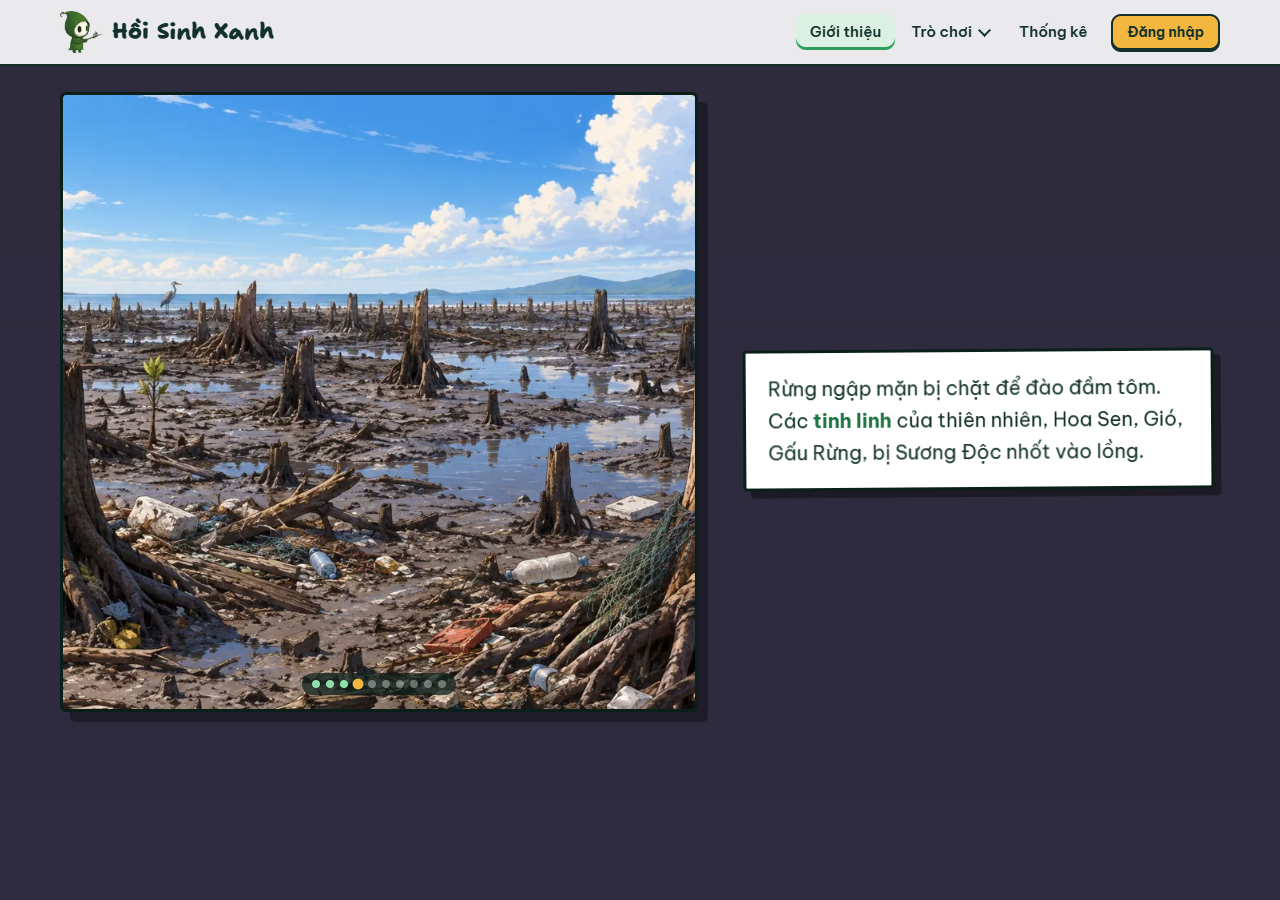 Hồi Sinh Xanh
Giới thiệu
Trò chơi
Thống kê
Đăng nhập
Rừng ngập mặn bị chặt để đào đầm tôm.
Các tinh linh của thiên nhiên, Hoa Sen, Gió,
Gấu Rừng, bị Sương Độc nhốt vào lồng.